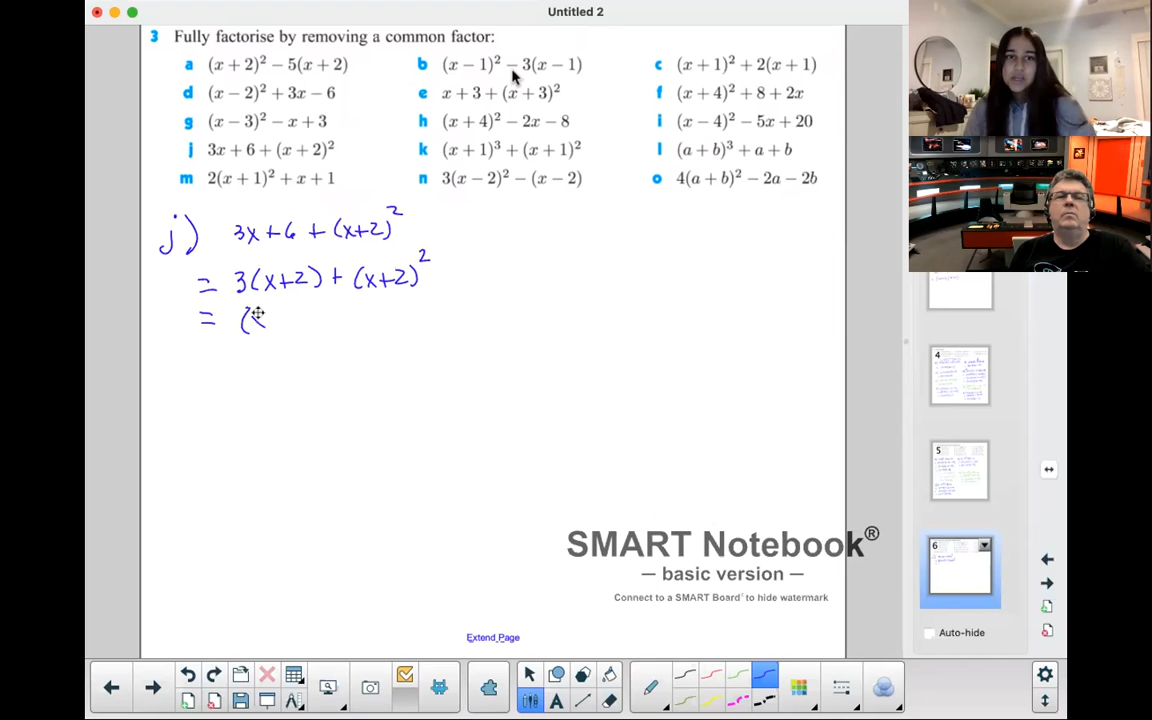 Untitled 2
3 Fully factorise by removing a common factor:
a (x + 2)² − 5(x + 2) b (x − 1)² − 3(x − 1) c (x + 1)² + 2(x + 1)
d (x − 2)² + 3x − 6 e x + 3 + (x + 3)² f (x + 4)² + 8 + 2x
g (x − 3)² − x + 3 h (x + 4)² − 2x − 8 i (x − 4)² − 5x + 20
j 3x + 6 + (x + 2)² k (x + 1)³ + (x + 1)² l (a + b)³ + a + b
m 2(x + 1)² + x + 1 n 3(x − 2)² − (x − 2) o 4(a + b)² − 2a − 2b
j) 3x + 6 + (x+2)²
= 3(x+2) + (x+2)²
= (x
SMART Notebook®
— basic version —
Connect to a SMART Board® to hide watermark
Extend Page
4
5
6
Auto-hide
A